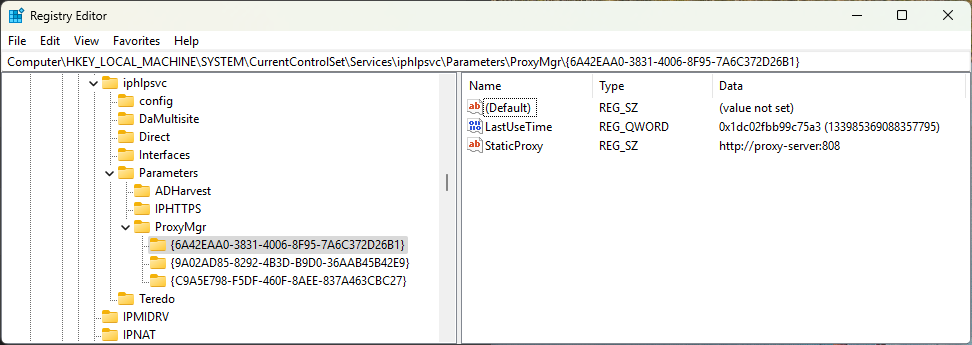 Registry Editor
File Edit View Favorites Help
Computer\HKEY_LOCAL_MACHINE\SYSTEM\CurrentControlSet\Services\iphlpsvc\Parameters\ProxyMgr\{6A42EAA0-3831-4006-8F95-7A6C372D26B1}
iphlpsvc
config
DaMultisite
Direct
Interfaces
Parameters
ADHarvest
IPHTTPS
ProxyMgr
{6A42EAA0-3831-4006-8F95-7A6C372D26B1}
{9A02AD85-8292-4B3D-B9D0-36AAB45B42E9}
{C9A5E798-F5DF-460F-8AEE-837A463CBC27}
Teredo
IPMIDRV
IPNAT
Name Type Data
(Default) REG_SZ (value not set)
LastUseTime REG_QWORD 0x1dc02fbb99c75a3 (133985369088357795)
StaticProxy REG_SZ http://proxy-server:808